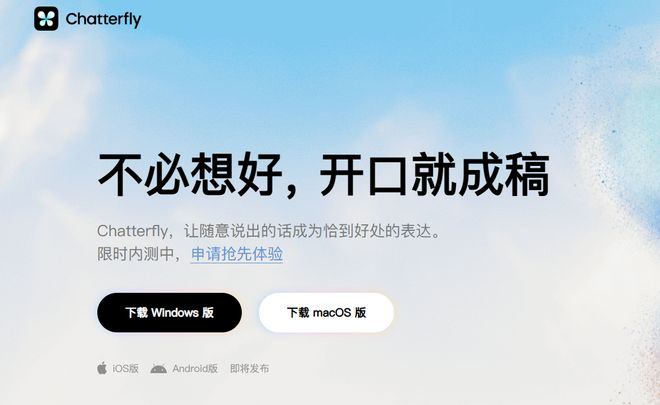 Chatterfly
不必想好，开口就成稿
Chatterfly，让随意说出的话成为恰到好处的表达。
限时内测中，申请抢先体验
下载 Windows 版
下载 macOS 版
iOS版 Android版 即将发布